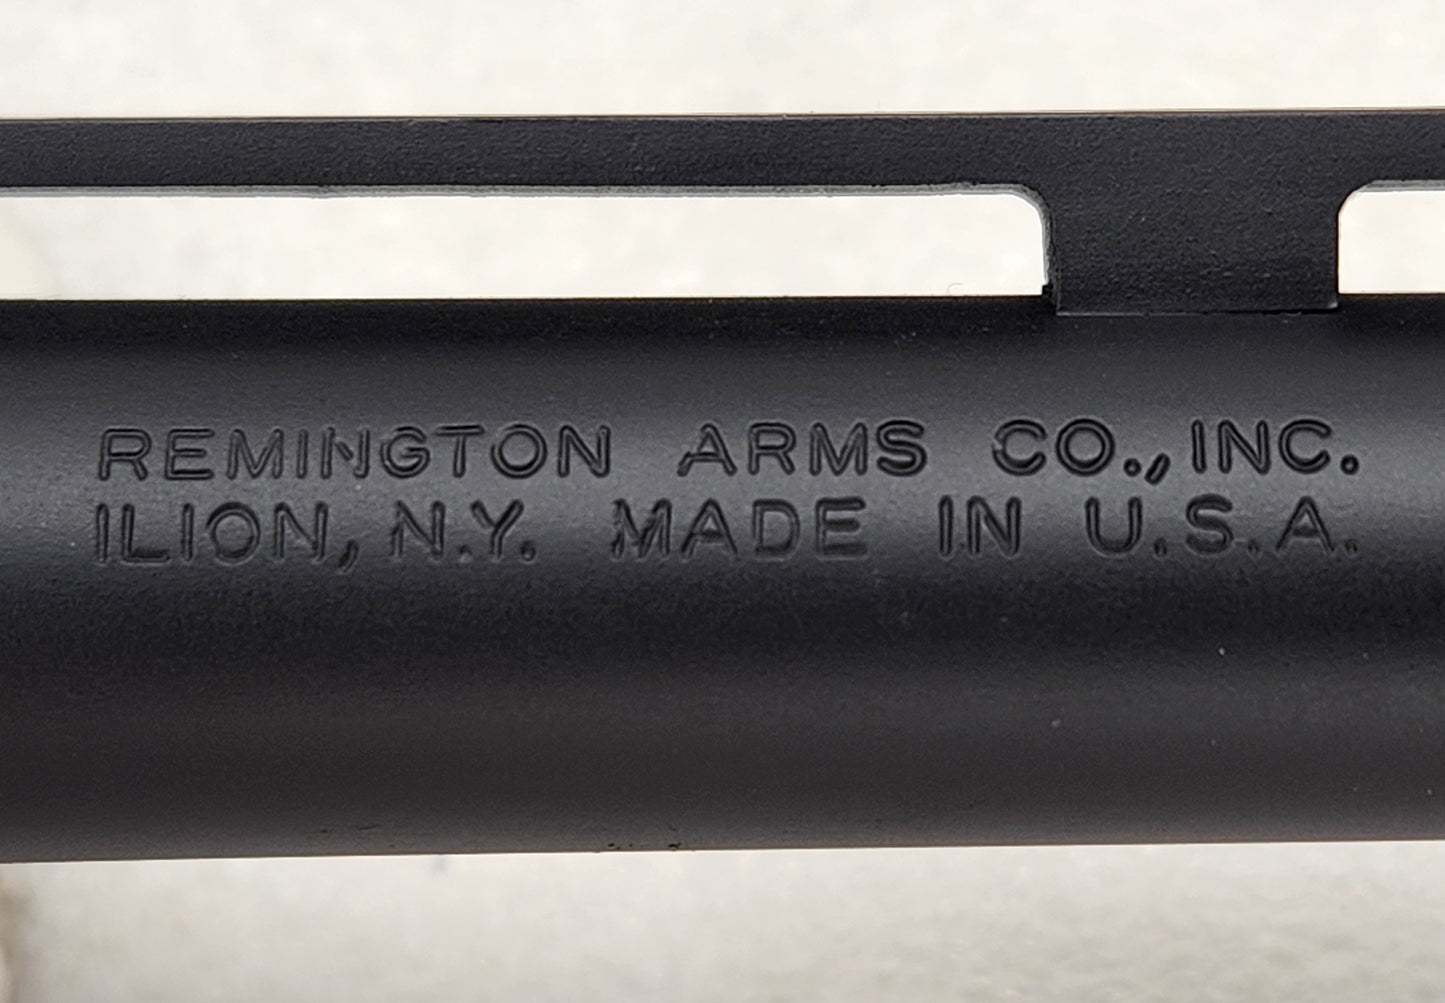 REMINGTON ARMS CO., INC.
ILION, N.Y. MADE IN U.S.A.